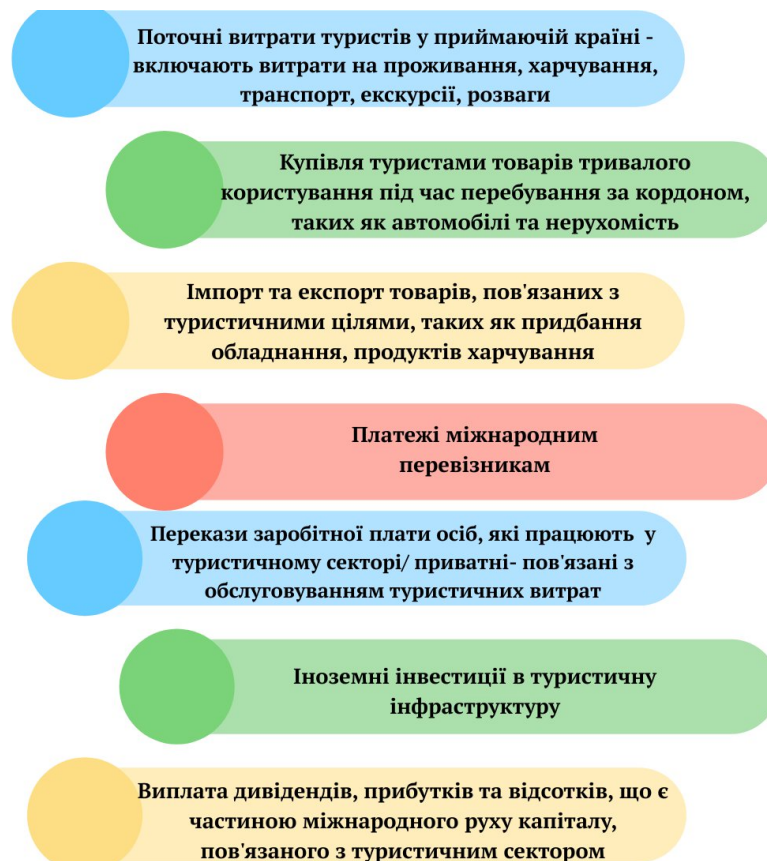 Поточні витрати туристів у приймаючій країні -
включають витрати на проживання, харчування,
транспорт, екскурсії, розваги
Купівля туристами товарів тривалого
користування під час перебування за кордоном,
таких як автомобілі та нерухомість
Імпорт та експорт товарів, пов'язаних з
туристичними цілями, таких як придбання
обладнання, продуктів харчування
Платежі міжнародним
перевізникам
Перекази заробітної плати осіб, які працюють у
туристичному секторі/ приватні- пов'язані з
обслуговуванням туристичних витрат
Іноземні інвестиції в туристичну
інфраструктуру
Виплата дивідендів, прибутків та відсотків, що є
частиною міжнародного руху капіталу,
пов'язаного з туристичним сектором